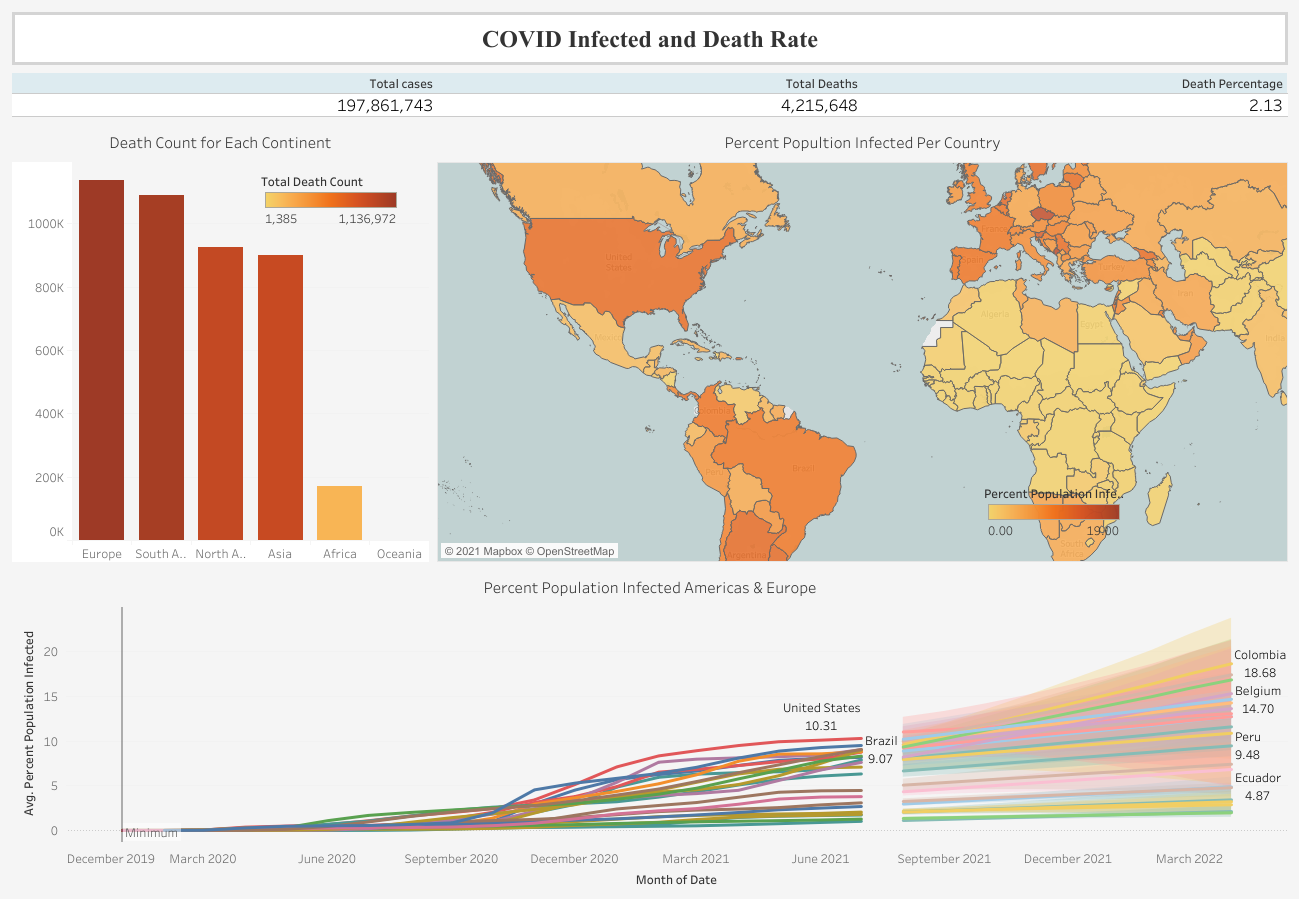 COVID Infected and Death Rate
Total cases Total Deaths Death Percentage
197,861,743 4,215,648 2.13
Death Count for Each Continent
Total Death Count
1,385 1,136,972
1000K
800K
600K
400K
200K
0K
Europe South A.. North A.. Asia Africa Oceania
Percent Popultion Infected Per Country
United
States
Mexico
Colombia
Peru
Brazil
Argentina
France
Spain
Turkey
Algeria
Egypt
Iran
India
South
Africa
Percent Population Infe..
0.00 19.00
© 2021 Mapbox © OpenStreetMap
Percent Population Infected Americas & Europe
Avg. Percent Population Infected
20
15
10
5
0
Minimum
United States
10.31
Brazil
9.07
Colombia
18.68
Belgium
14.70
Peru
9.48
Ecuador
4.87
December 2019 March 2020 June 2020 September 2020 December 2020 March 2021 June 2021 September 2021 December 2021 March 2022
Month of Date